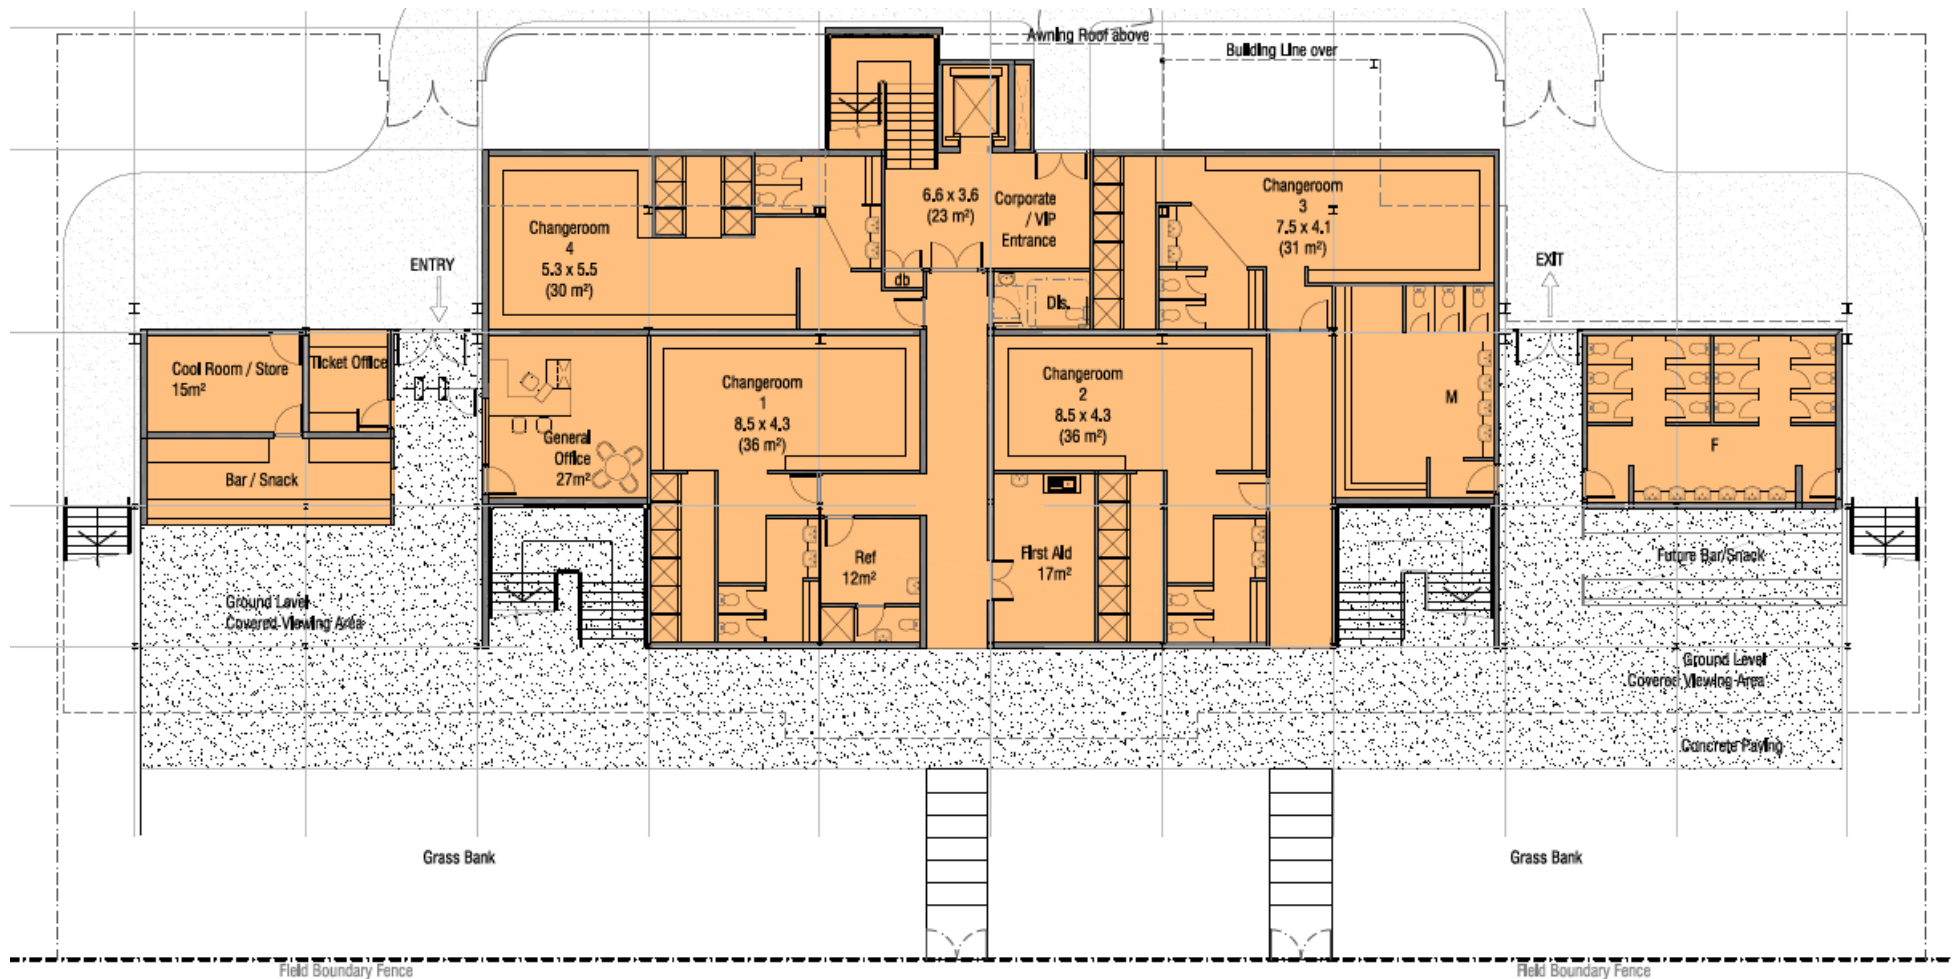 Awning Roof above
Building Line over
6.6 x 3.6
(23 m²)
Corporate
/ VIP
Entrance
Changeroom
3
7.5 x 4.1
(31 m²)
Changeroom
4
5.3 x 5.5
(30 m²)
ENTRY
EXIT
db
Dis.
Cool Room / Store
15m²
Ticket Office
Changeroom
1
8.5 x 4.3
(36 m²)
Changeroom
2
8.5 x 4.3
(36 m²)
M
F
General
Office
27m²
Bar / Snack
Ref
12m²
First Aid
17m²
Future Bar/Snack
Ground Level
Covered Viewing Area
Ground Level
Covered Viewing Area
Concrete Paving
Grass Bank
Grass Bank
Field Boundary Fence
Field Boundary Fence